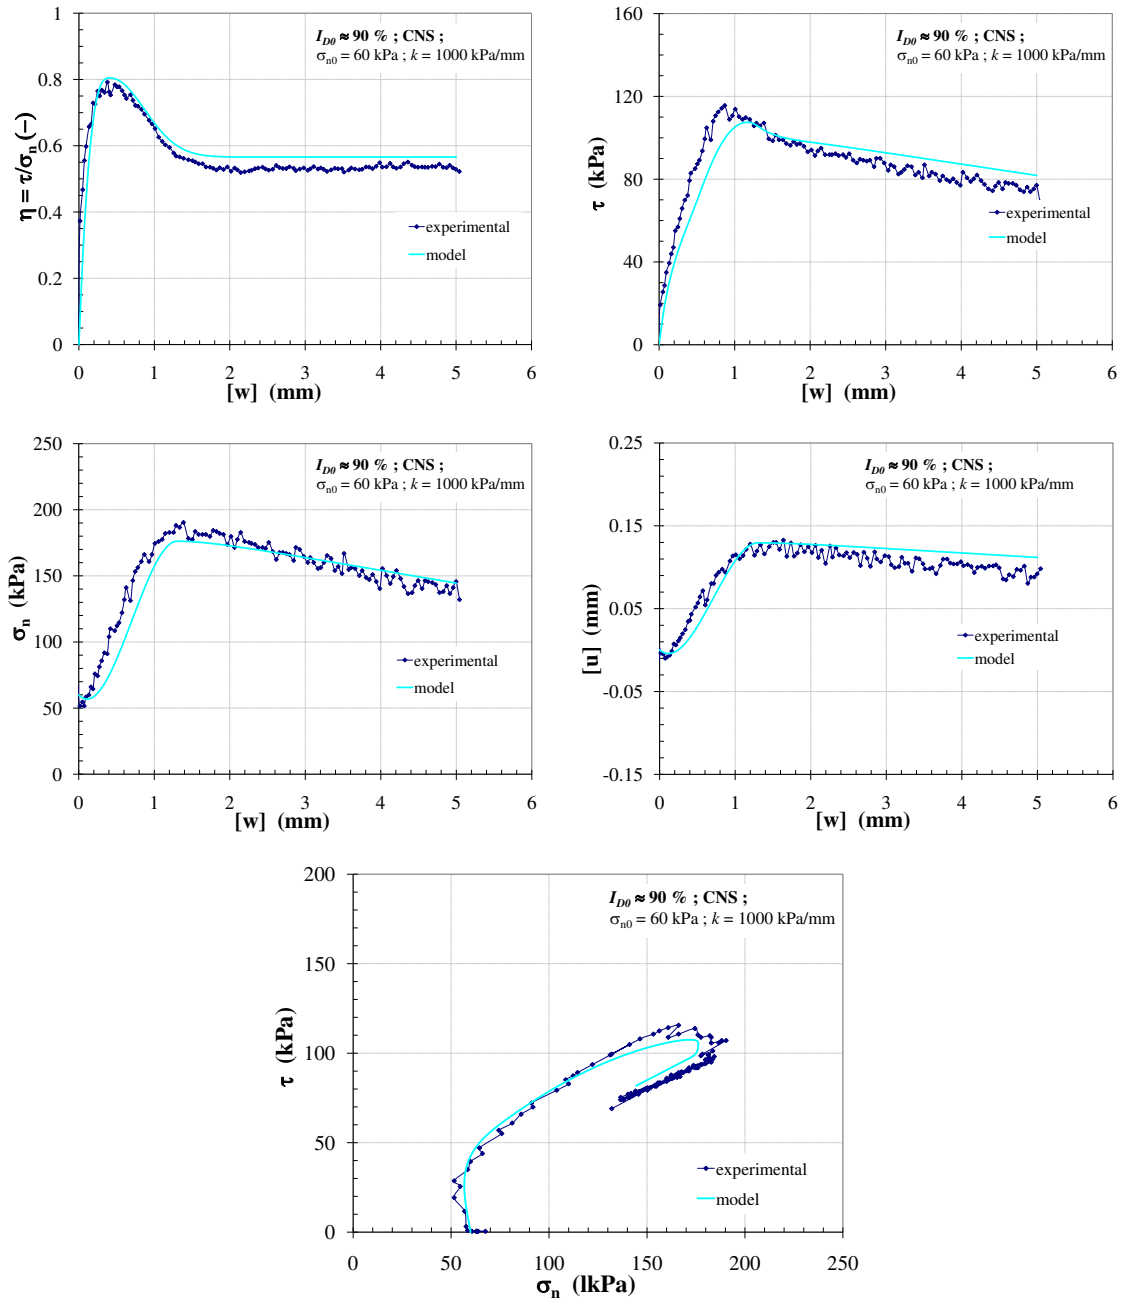 I_D0 ≈ 90 % ; CNS ;
σ_n0 = 60 kPa ; k = 1000 kPa/mm
η = τ/σ_n (–)
1
0.8
0.6
0.4
0.2
0
0 1 2 3 4 5 6
[w] (mm)
experimental
model
I_D0 ≈ 90 % ; CNS ;
σ_n0 = 60 kPa ; k = 1000 kPa/mm
τ (kPa)
160
120
80
40
0
0 1 2 3 4 5 6
[w] (mm)
experimental
model
I_D0 ≈ 90 % ; CNS ;
σ_n0 = 60 kPa ; k = 1000 kPa/mm
σ_n (kPa)
250
200
150
100
50
0
0 1 2 3 4 5 6
[w] (mm)
experimental
model
I_D0 ≈ 90 % ; CNS ;
σ_n0 = 60 kPa ; k = 1000 kPa/mm
[u] (mm)
0.25
0.15
0.05
-0.05
-0.15
0 1 2 3 4 5 6
[w] (mm)
experimental
model
I_D0 ≈ 90 % ; CNS ;
σ_n0 = 60 kPa ; k = 1000 kPa/mm
τ (kPa)
200
150
100
50
0
0 50 100 150 200 250
σ_n (lkPa)
experimental
model